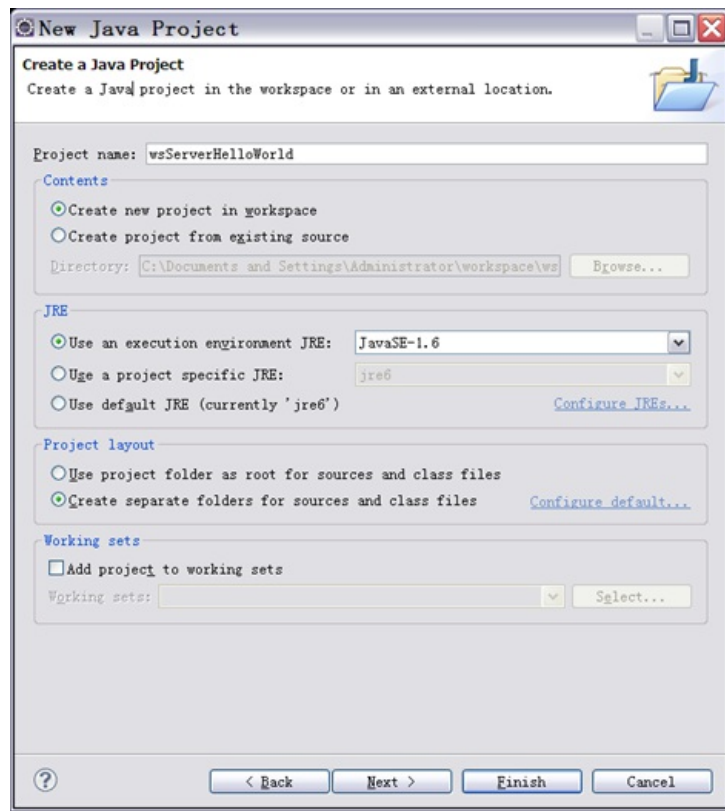 New Java Project
Create a Java Project
Create a Java project in the workspace or in an external location.
Project name: wsServerHelloWorld
Contents
Create new project in workspace
Create project from existing source
Directory: C:\Documents and Settings\Administrator\workspace\ws Browse...
JRE
Use an execution environment JRE: JavaSE-1.6
Use a project specific JRE: jre6
Use default JRE (currently 'jre6') Configure JREs...
Project layout
Use project folder as root for sources and class files
Create separate folders for sources and class files Configure default...
Working sets
Add project to working sets
Working sets: Select...
? < Back Next > Finish Cancel